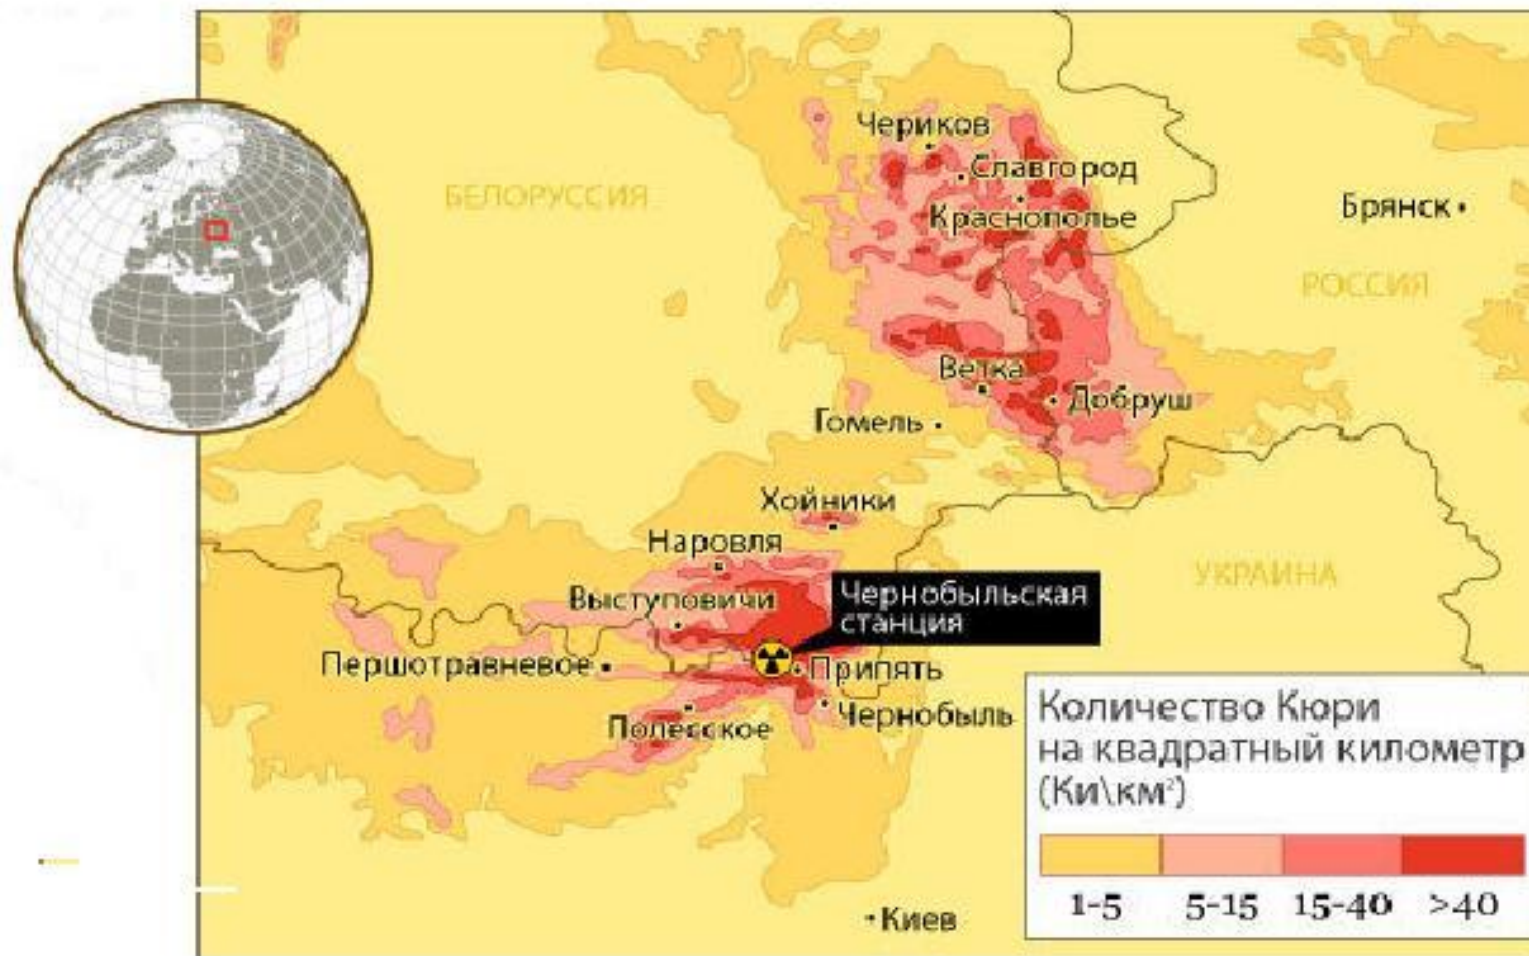 Чериков
Славгород
БЕЛОРУССИЯ
Краснополье
Брянск
РОССИЯ
Ветка
Добруш
Гомель
Хойники
Наровля
УКРАИНА
Выступовичи
Чернобыльская
станция
Першотравневое
Припять
Чернобыль
Полесское
Количество Кюри
на квадратный километр
(Ки\км²)
1-5 5-15 15-40 >40
Киев